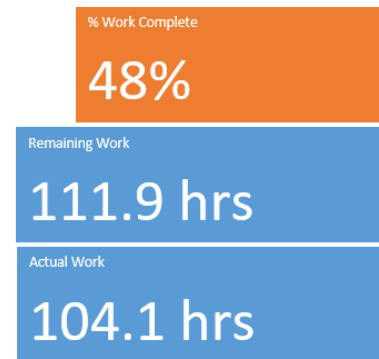 % Work Complete
48%
Remaining Work
111.9 hrs
Actual Work
104.1 hrs